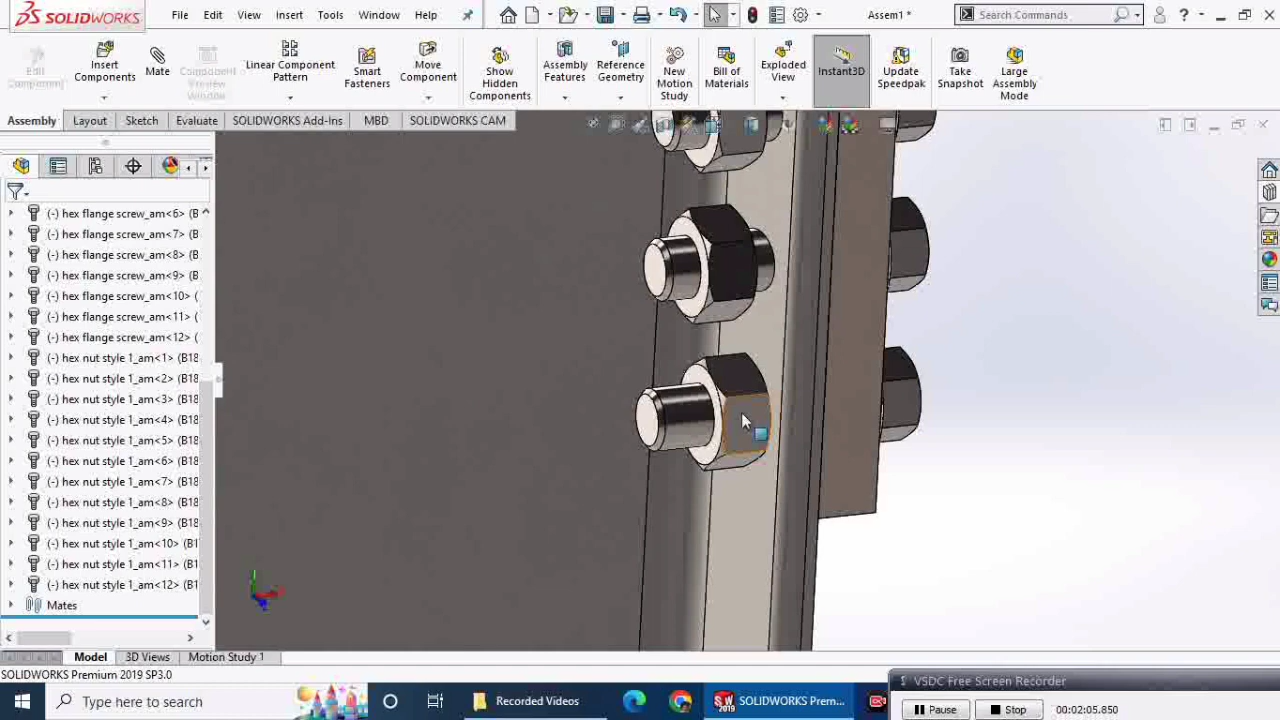 SOLIDWORKS
File Edit View Insert Tools Window Help
Assem1 *
Search Commands
Edit Component
Insert Components
Mate
Component Preview Window
Linear Component Pattern
Smart Fasteners
Move Component
Show Hidden Components
Assembly Features
Reference Geometry
New Motion Study
Bill of Materials
Exploded View
Instant3D
Update Speedpak
Take Snapshot
Large Assembly Mode
Assembly Layout Sketch Evaluate SOLIDWORKS Add-Ins MBD SOLIDWORKS CAM
(-) hex flange screw_am<6> (B
(-) hex flange screw_am<7> (B
(-) hex flange screw_am<8> (B
(-) hex flange screw_am<9> (B
(-) hex flange screw_am<10> (
(-) hex flange screw_am<11> (
(-) hex flange screw_am<12> (
(-) hex nut style 1_am<1> (B18
(-) hex nut style 1_am<2> (B18
(-) hex nut style 1_am<3> (B18
(-) hex nut style 1_am<4> (B18
(-) hex nut style 1_am<5> (B18
(-) hex nut style 1_am<6> (B18
(-) hex nut style 1_am<7> (B18
(-) hex nut style 1_am<8> (B18
(-) hex nut style 1_am<9> (B18
(-) hex nut style 1_am<10> (B1
(-) hex nut style 1_am<11> (B1
(-) hex nut style 1_am<12> (B1
Mates
Model 3D Views Motion Study 1
SOLIDWORKS Premium 2019 SP3.0
VSDC Free Screen Recorder
Type here to search
Recorded Videos
SOLIDWORKS Prem...
Pause Stop 00:02:05.850